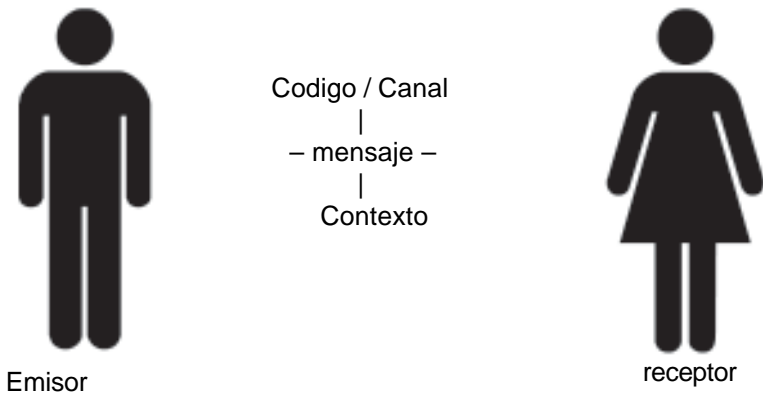 Codigo / Canal
|
– mensaje –
|
Contexto
Emisor
receptor